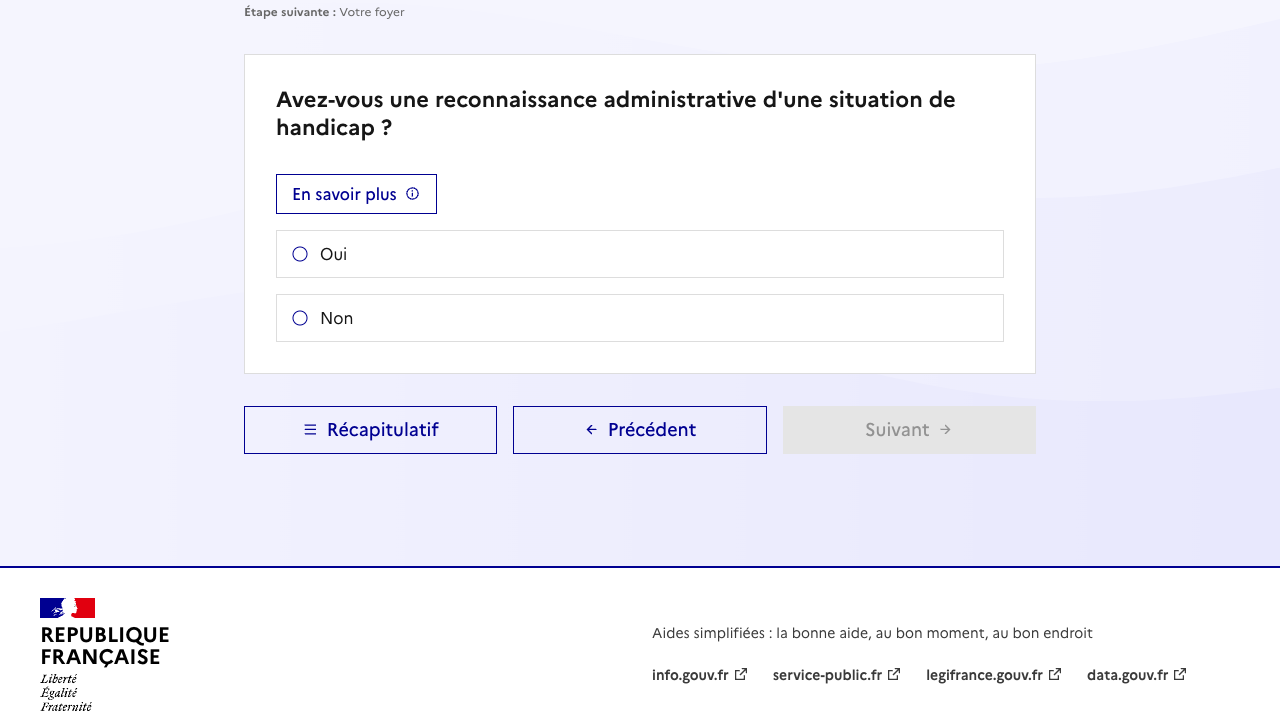 Étape suivante : Votre foyer
Avez-vous une reconnaissance administrative d'une situation de
handicap ?
En savoir plus
Oui
Non
Récapitulatif
Précédent
Suivant
REPUBLIQUE
FRANÇAISE
Liberté
Égalité
Fraternité
Aides simplifiées : la bonne aide, au bon moment, au bon endroit
info.gouv.fr service-public.fr legifrance.gouv.fr data.gouv.fr